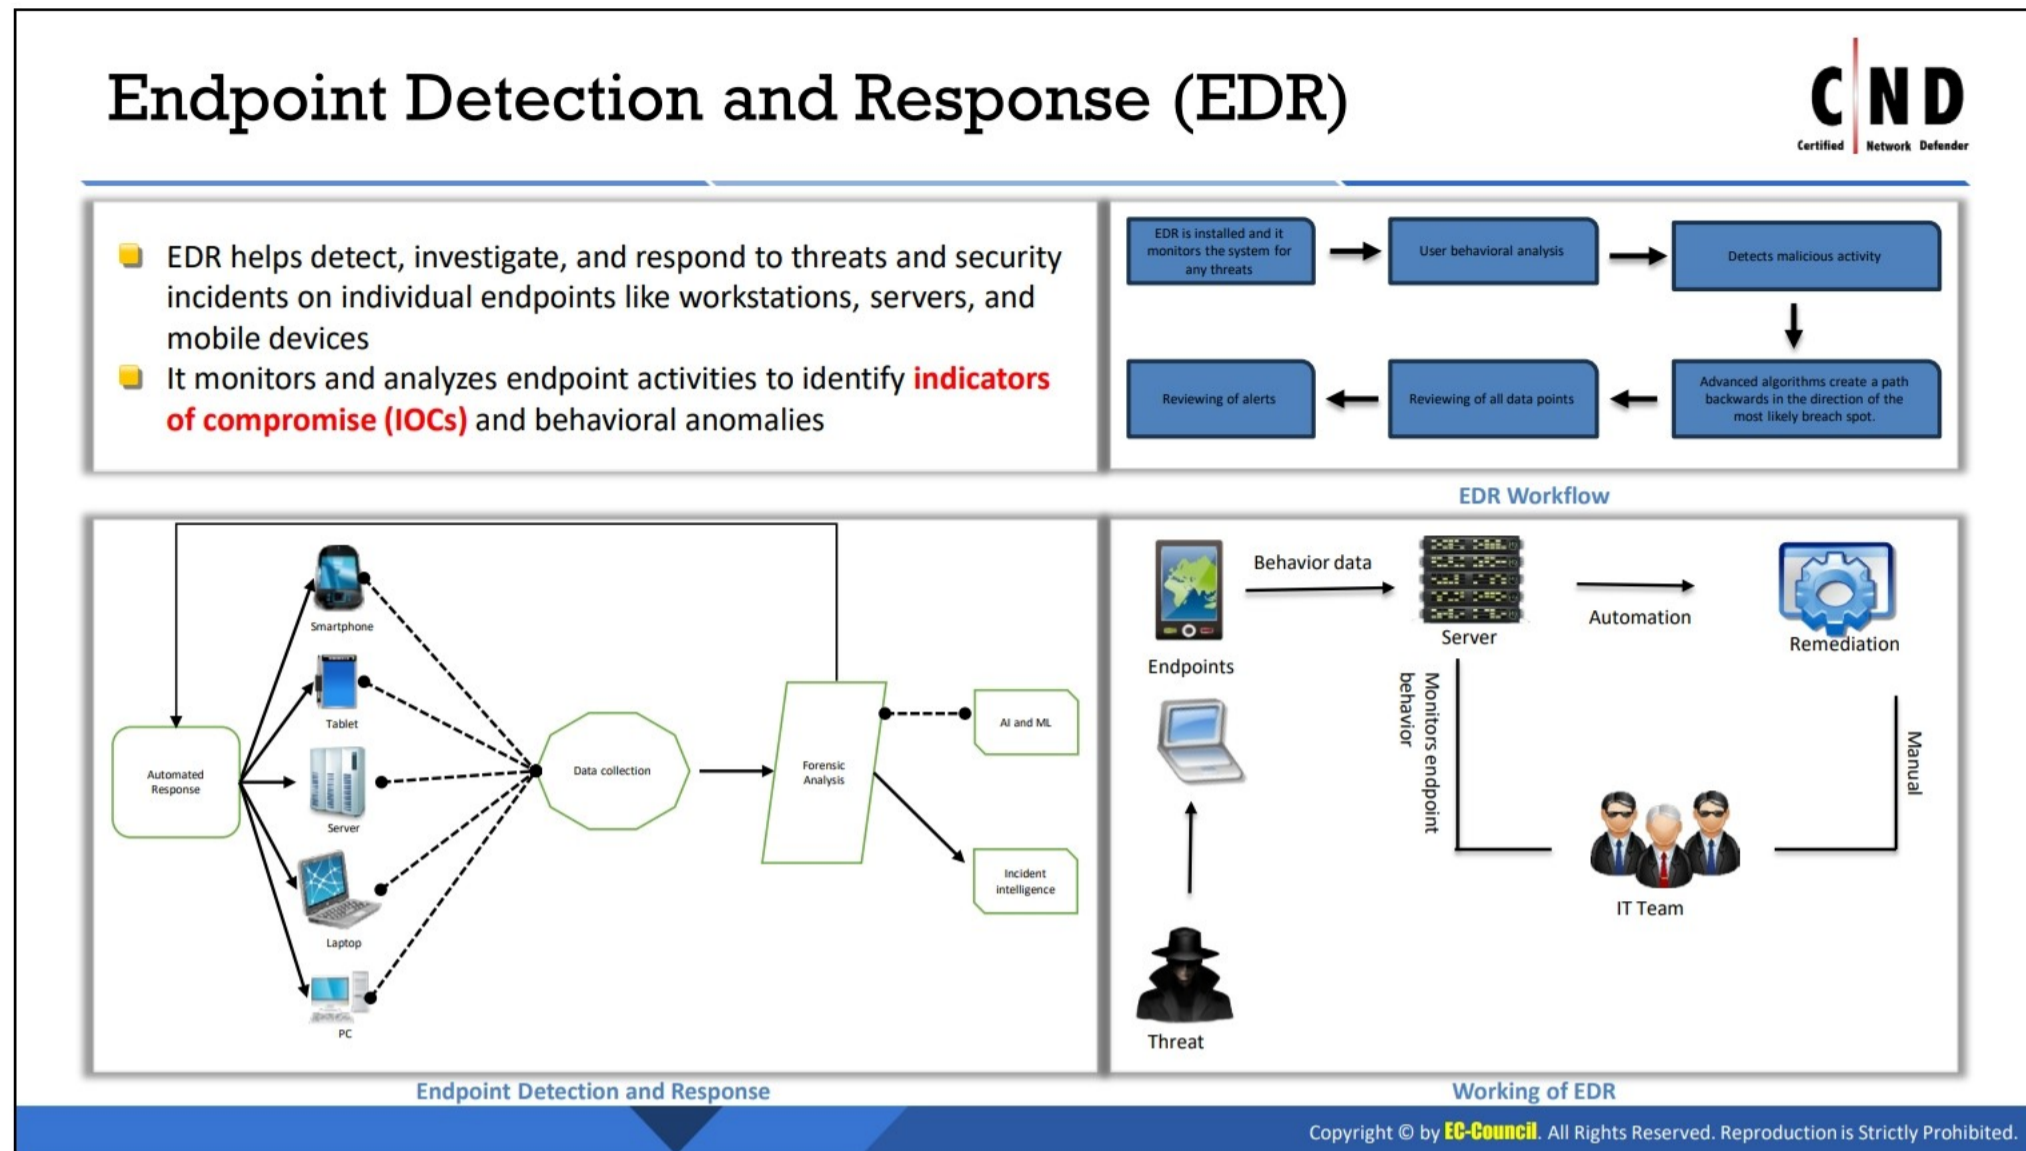 Endpoint Detection and Response (EDR)
C N D
Certified Network Defender
EDR helps detect, investigate, and respond to threats and security
incidents on individual endpoints like workstations, servers, and
mobile devices
It monitors and analyzes endpoint activities to identify indicators
of compromise (IOCs) and behavioral anomalies
EDR is installed and it
monitors the system for
any threats
User behavioral analysis
Detects malicious activity
Advanced algorithms create a path
backwards in the direction of the
most likely breach spot.
Reviewing of all data points
Reviewing of alerts
EDR Workflow
Smartphone
Tablet
Server
Laptop
PC
Automated
Response
Data collection
Forensic
Analysis
AI and ML
Incident
intelligence
Endpoint Detection and Response
Behavior data
Endpoints
Server
Automation
Remediation
Monitors endpoint
behavior
Manual
IT Team
Threat
Working of EDR
Copyright © by EC-Council. All Rights Reserved. Reproduction is Strictly Prohibited.